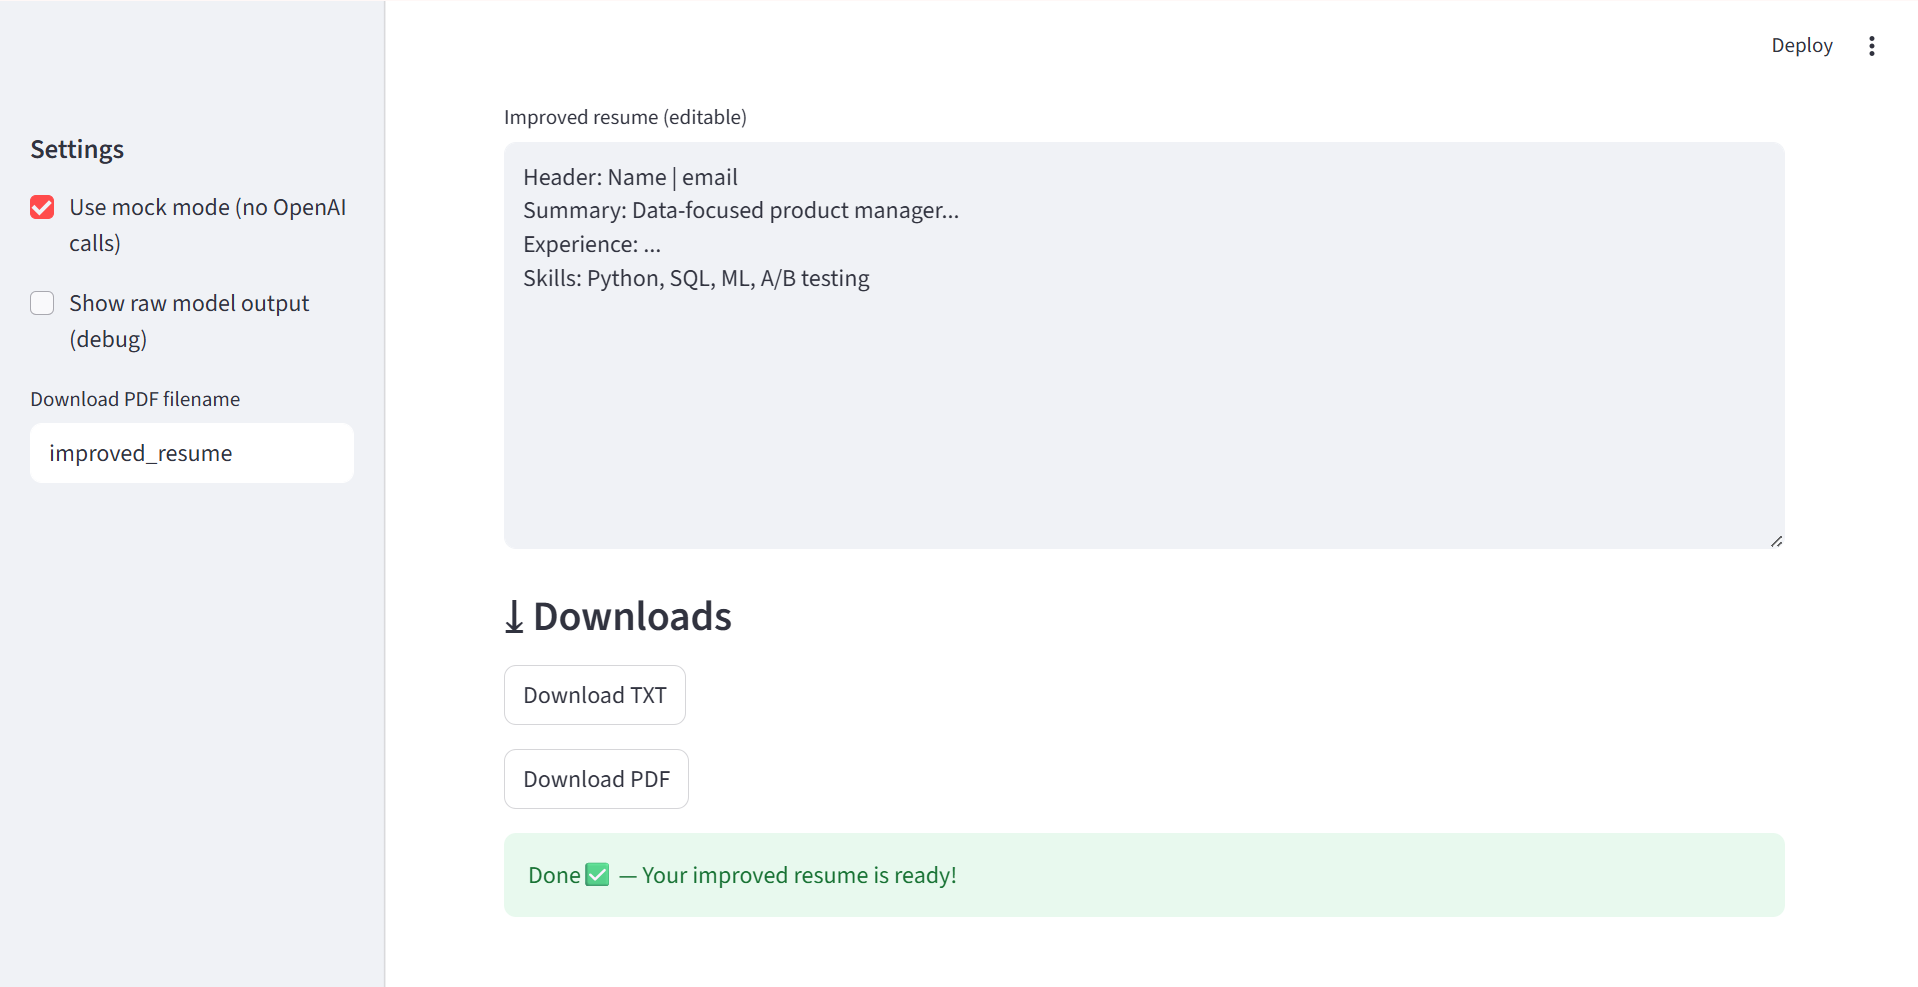 Deploy
Settings
Use mock mode (no OpenAI
calls)
Show raw model output
(debug)
Download PDF filename
improved_resume
Improved resume (editable)
Header: Name | email
Summary: Data-focused product manager...
Experience: ...
Skills: Python, SQL, ML, A/B testing
Downloads
Download TXT
Download PDF
Done ✅ — Your improved resume is ready!